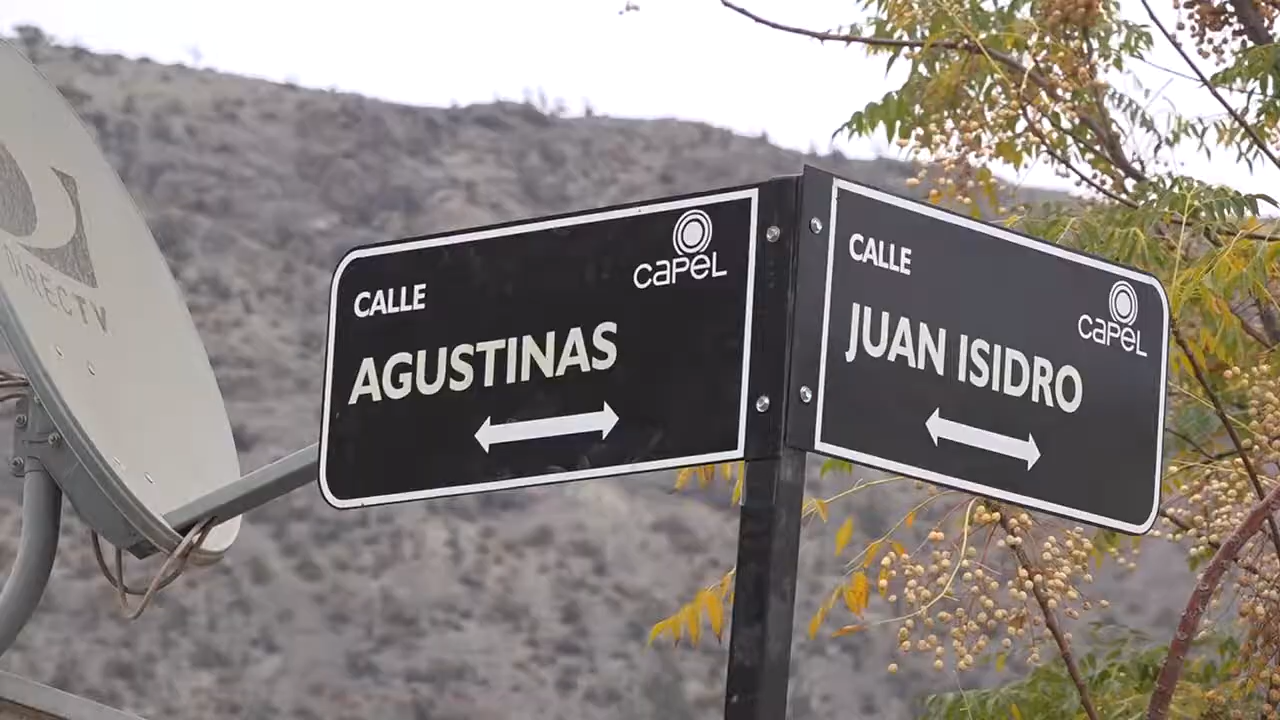 DIRECTV
CALLE
CAPEL
AGUSTINAS
CALLE
CAPEL
JUAN ISIDRO